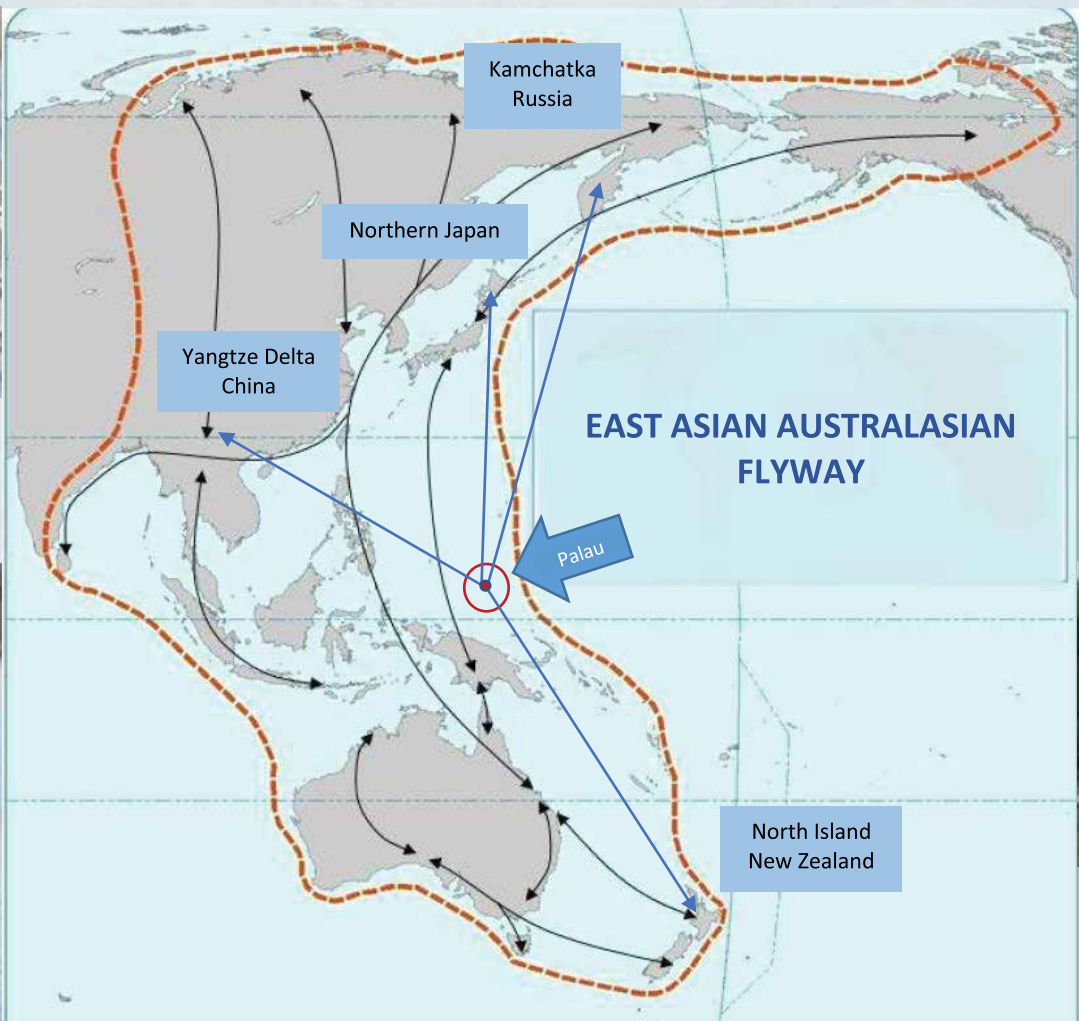 Kamchatka
Russia
Northern Japan
Yangtze Delta
China
EAST ASIAN AUSTRALASIAN
FLYWAY
Palau
North Island
New Zealand